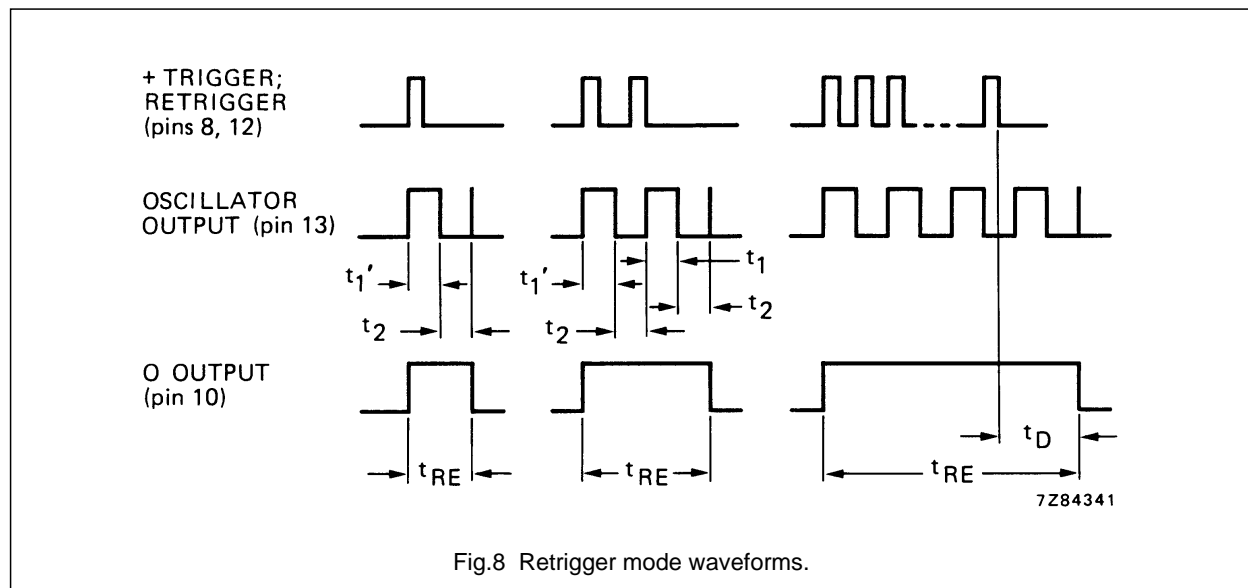 + TRIGGER;
RETRIGGER
(pins 8, 12)
OSCILLATOR
OUTPUT (pin 13)
t1' t1' t1
t2 t2 t2
O OUTPUT
(pin 10)
tD
tRE tRE tRE
7Z84341
Fig.8 Retrigger mode waveforms.